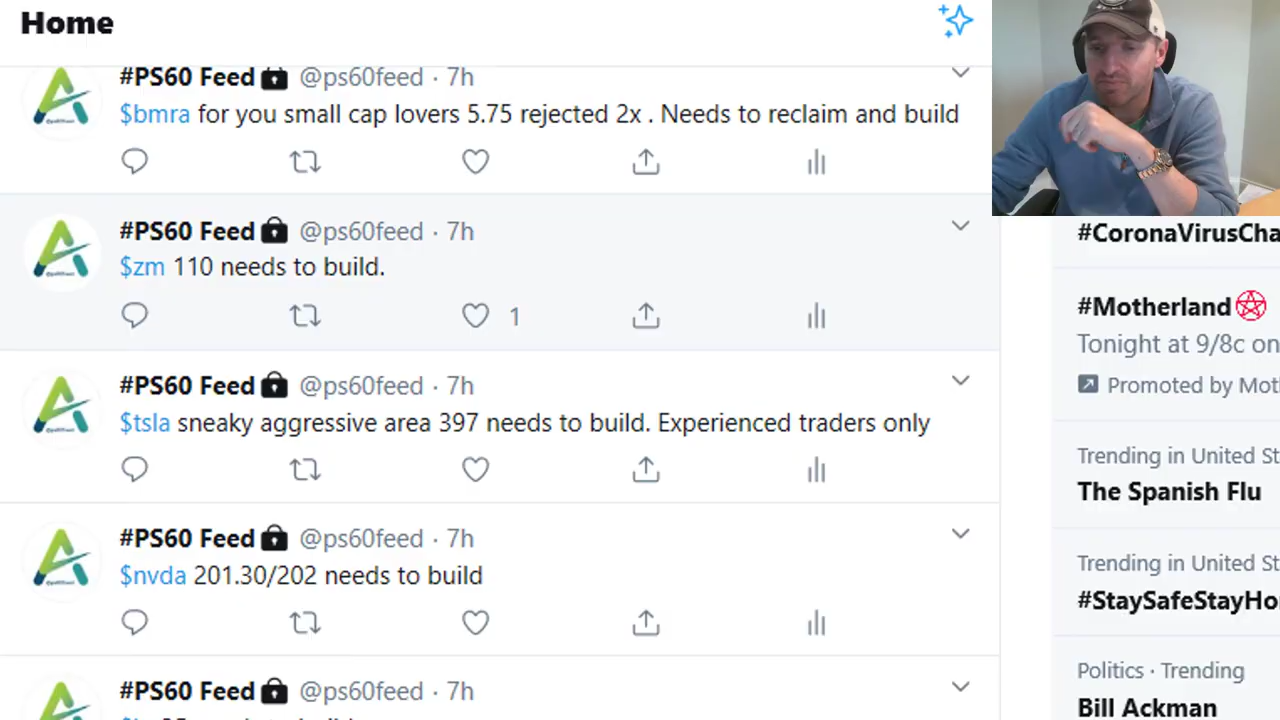 Home
#PS60 Feed @ps60feed · 7h
$bmra for you small cap lovers 5.75 rejected 2x . Needs to reclaim and build
#PS60 Feed @ps60feed · 7h
$zm 110 needs to build.
1
#PS60 Feed @ps60feed · 7h
$tsla sneaky aggressive area 397 needs to build. Experienced traders only
#PS60 Feed @ps60feed · 7h
$nvda 201.30/202 needs to build
#PS60 Feed @ps60feed · 7h
#CoronaVirusCha
#Motherland
Tonight at 9/8c on
Promoted by Mot
Trending in United St
The Spanish Flu
Trending in United St
#StaySafeStayHo
Politics · Trending
Bill Ackman